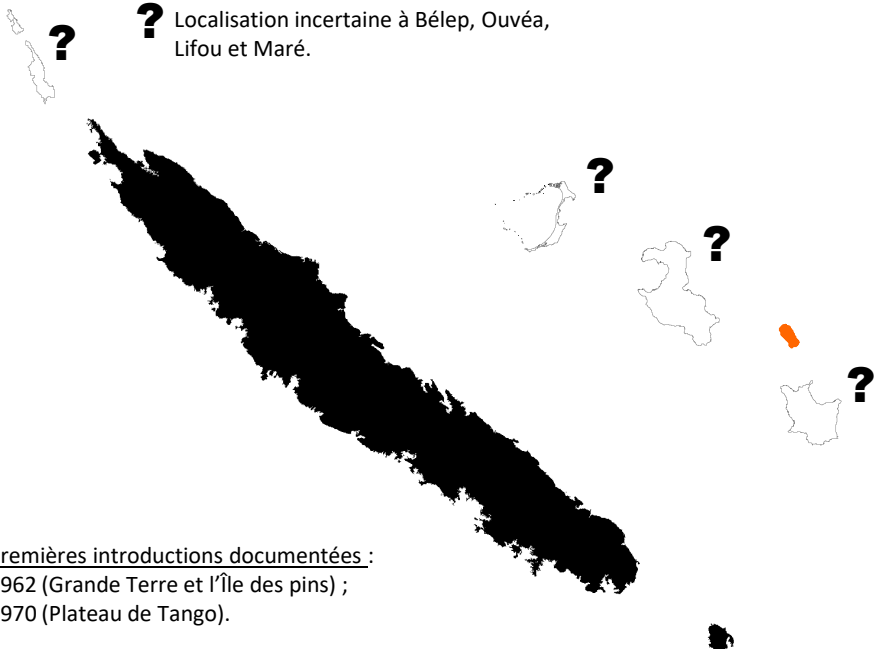 ? Localisation incertaine à Bélep, Ouvéa,
Lifou et Maré.
?
?
?
?
remières introductions documentées :
962 (Grande Terre et l’Île des pins) ;
970 (Plateau de Tango).